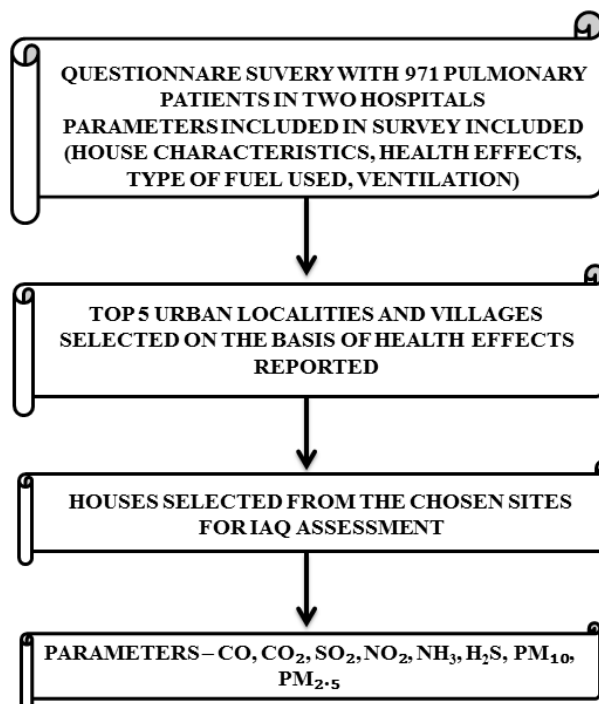 QUESTIONNARE SUVERY WITH 971 PULMONARY
PATIENTS IN TWO HOSPITALS
PARAMETERS INCLUDED IN SURVEY INCLUDED
(HOUSE CHARACTERISTICS, HEALTH EFFECTS,
TYPE OF FUEL USED, VENTILATION)
TOP 5 URBAN LOCALITIES AND VILLAGES
SELECTED ON THE BASIS OF HEALTH EFFECTS
REPORTED
HOUSES SELECTED FROM THE CHOSEN SITES
FOR IAQ ASSESSMENT
PARAMETERS – CO, CO₂, SO₂, NO₂, NH₃, H₂S, PM₁₀,
PM₂.₅